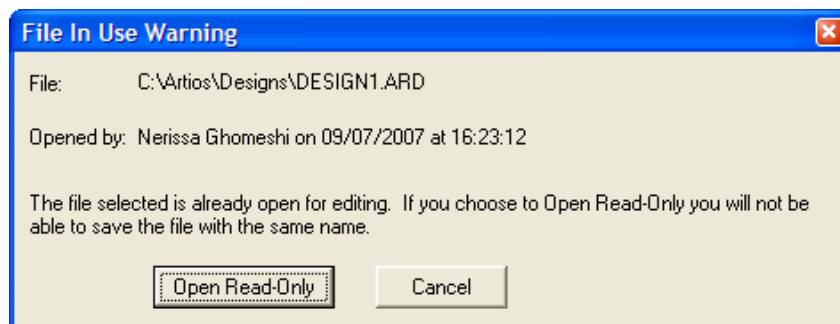 File In Use Warning
File: C:\Artios\Designs\DESIGN1.ARD
Opened by: Nerissa Ghomeshi on 09/07/2007 at 16:23:12
The file selected is already open for editing.  If you choose to Open Read-Only you will not be
able to save the file with the same name.
Open Read-Only Cancel